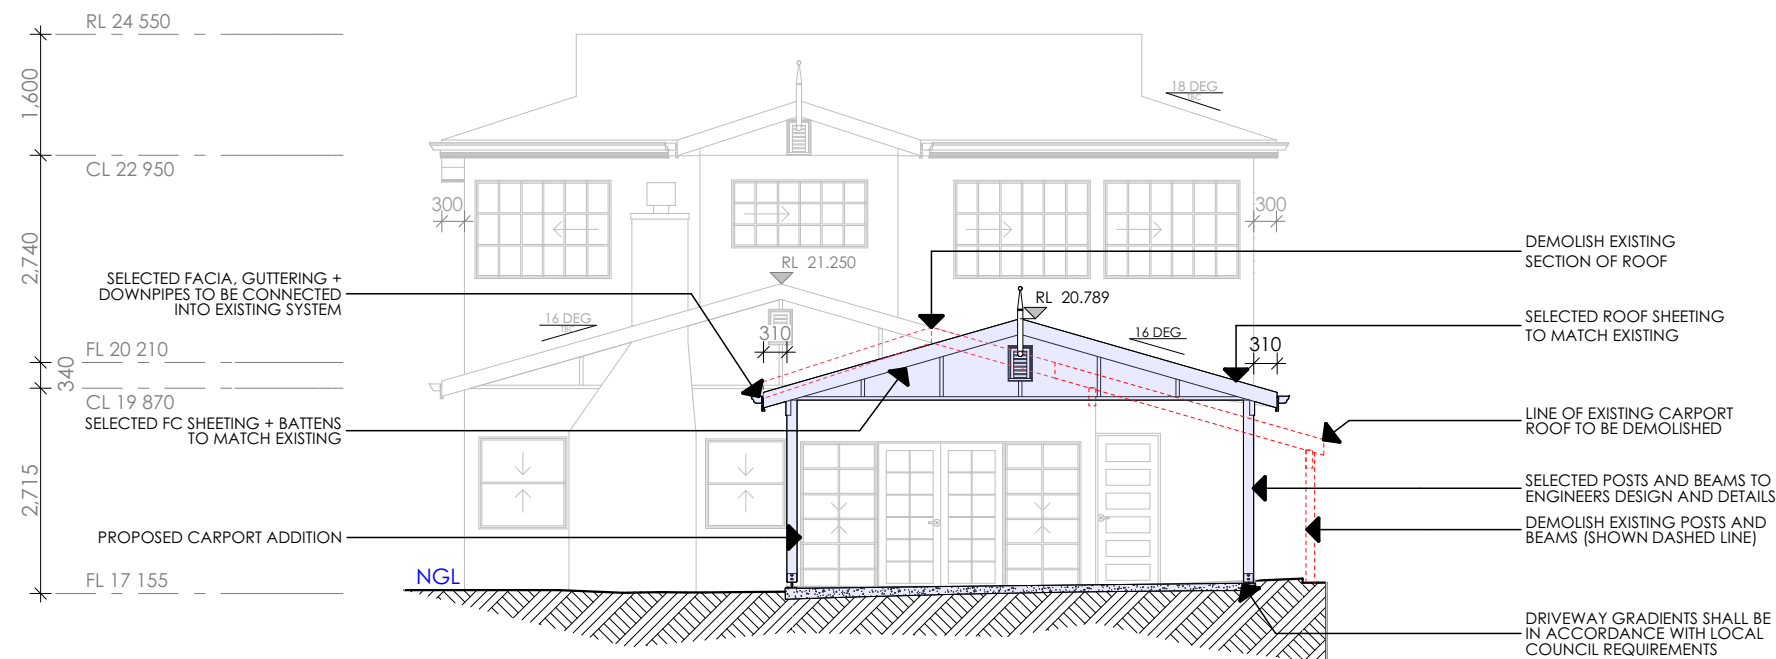 RL 24 550
1,600
CL 22 950
300
300
18 DEG
2,740
RL 21.250
DEMOLISH EXISTING
SECTION OF ROOF
SELECTED FACIA, GUTTERING +
DOWNPIPES TO BE CONNECTED
INTO EXISTING SYSTEM
RL 20.789
16 DEG
310
16 DEG
310
SELECTED ROOF SHEETING
TO MATCH EXISTING
FL 20 210
340
CL 19 870
SELECTED FC SHEETING + BATTENS
TO MATCH EXISTING
LINE OF EXISTING CARPORT
ROOF TO BE DEMOLISHED
2,715
SELECTED POSTS AND BEAMS TO
ENGINEERS DESIGN AND DETAILS
PROPOSED CARPORT ADDITION
DEMOLISH EXISTING POSTS AND
BEAMS (SHOWN DASHED LINE)
FL 17 155
NGL
DRIVEWAY GRADIENTS SHALL BE
IN ACCORDANCE WITH LOCAL
COUNCIL REQUIREMENTS